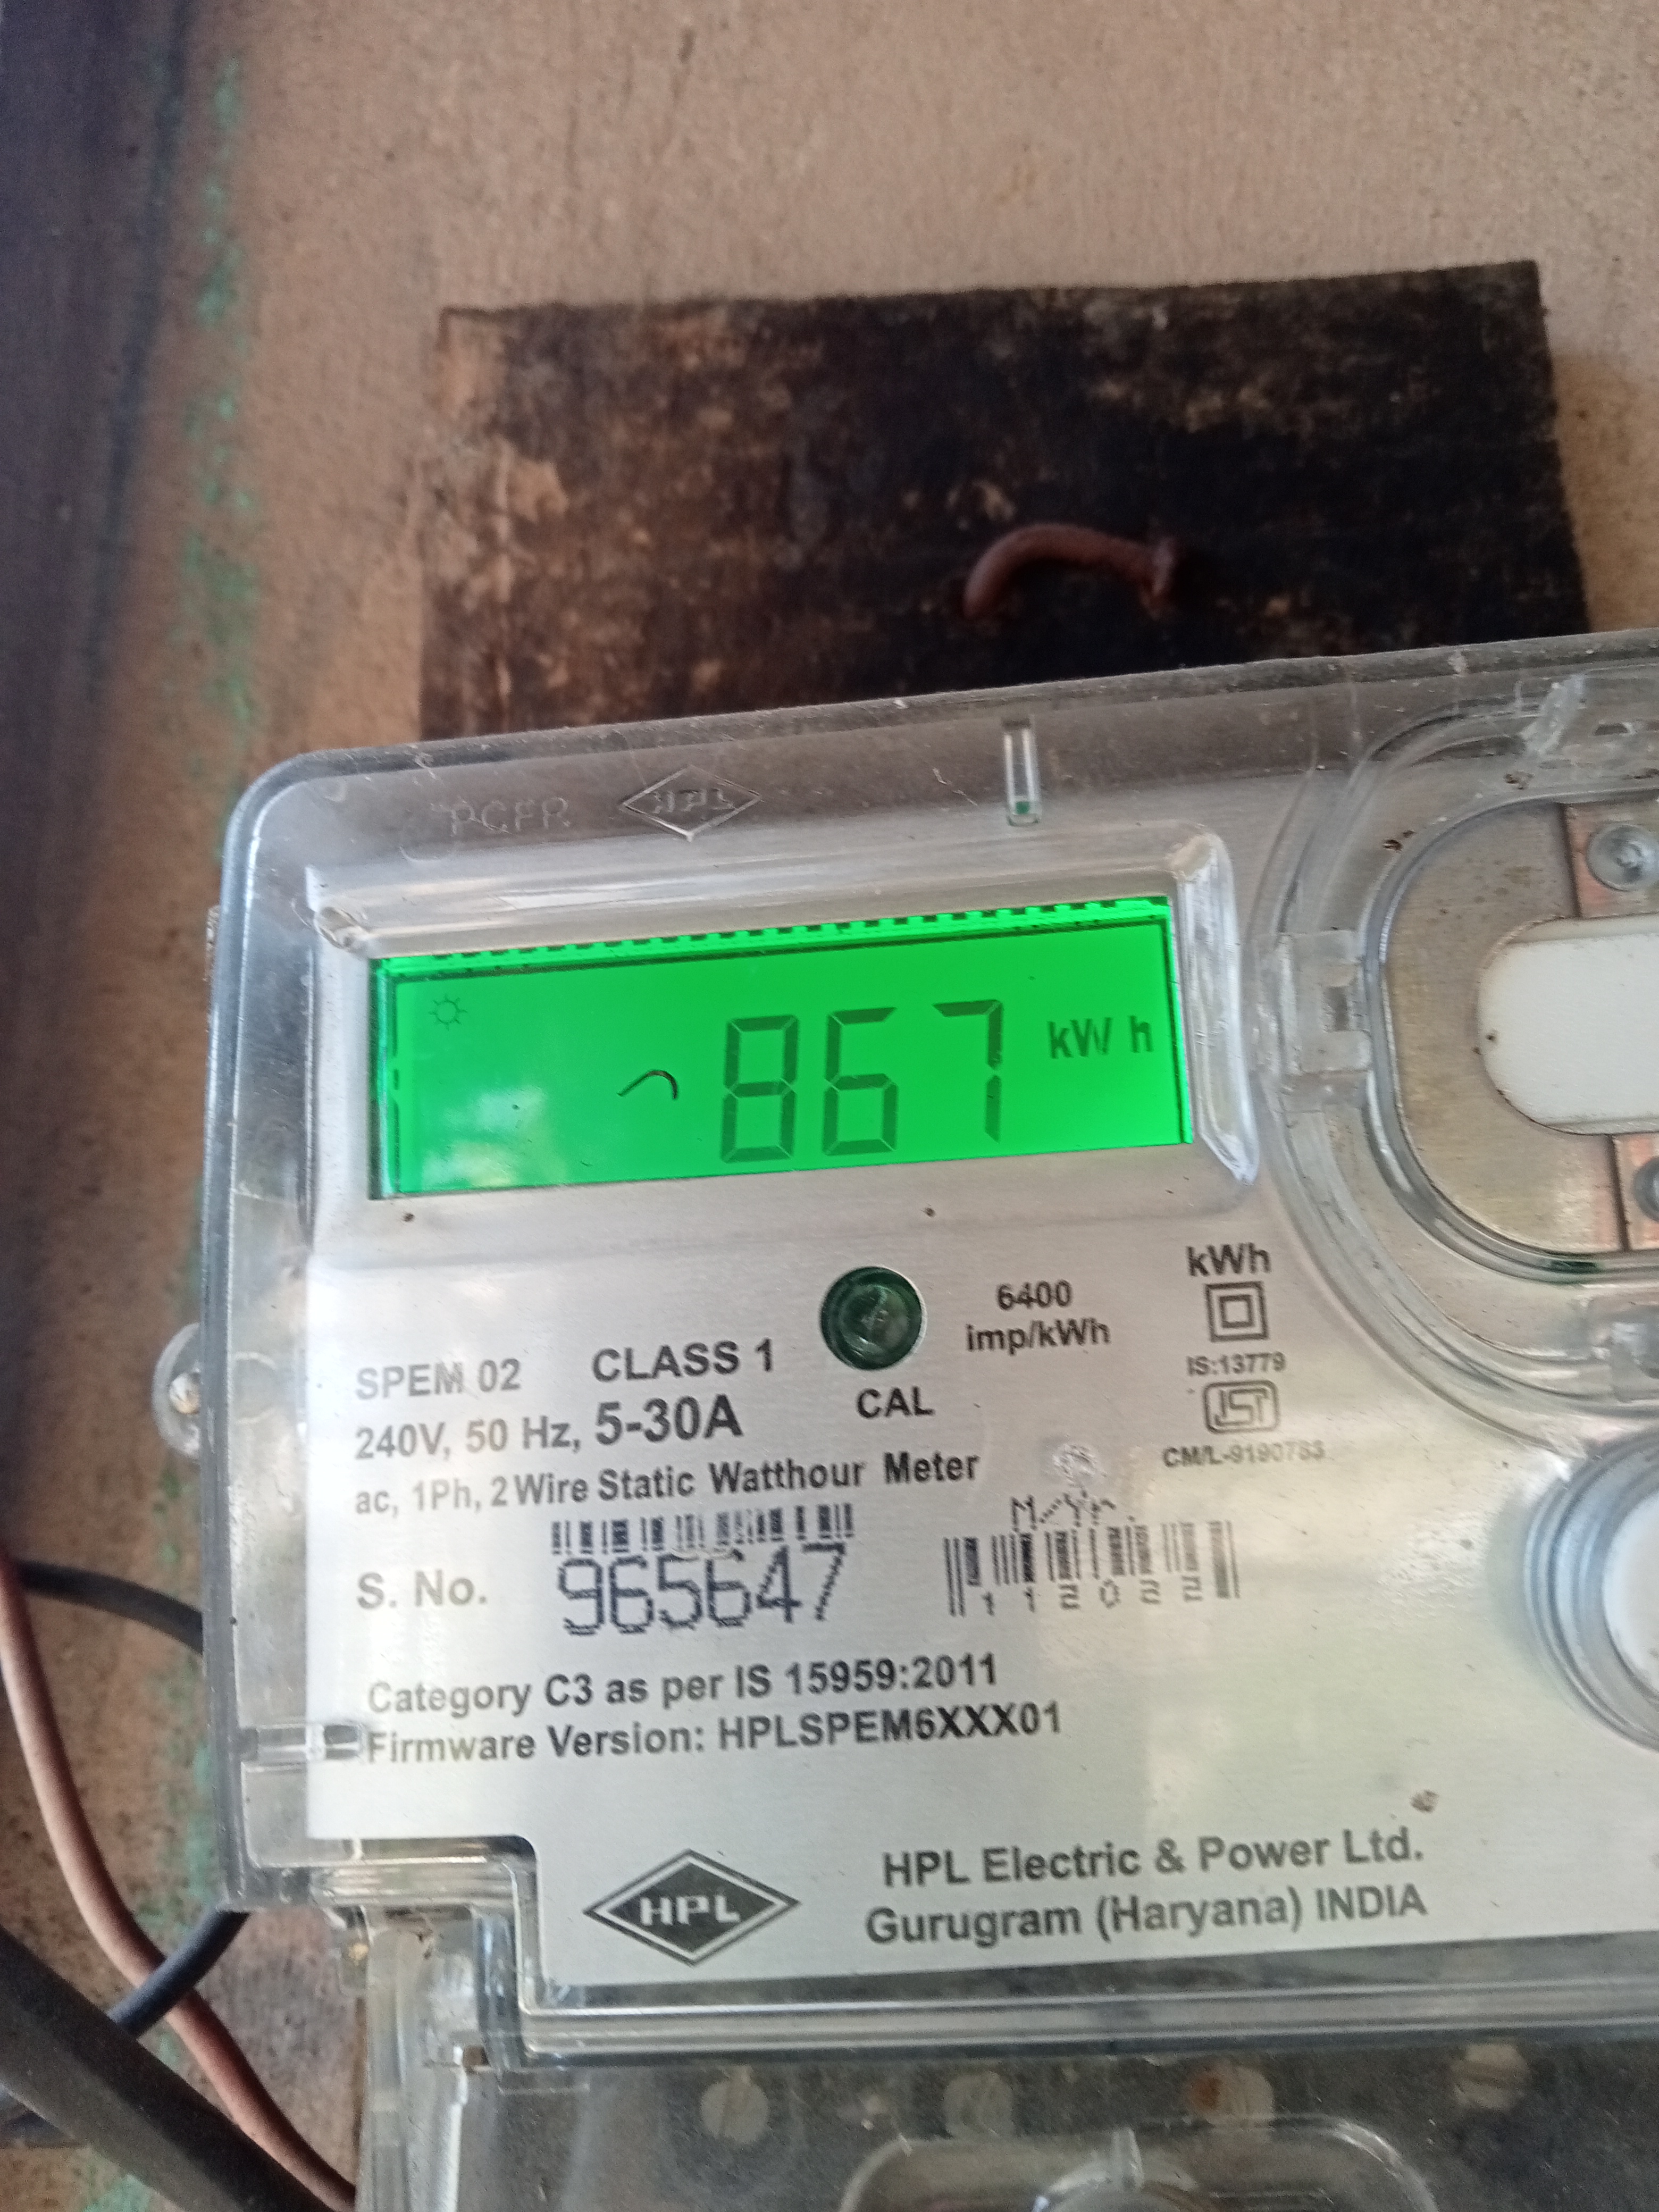 HPL
867 kWh
6400
imp/kWh
kWh
IS:13779
SPEM 02 CLASS 1
CAL
240V, 50 Hz, 5-30A
CM/L-9190783
ac, 1Ph, 2 Wire Static Watthour Meter
M/Yr.
S. No. 965647
112022
Category C3 as per IS 15959:2011
Firmware Version: HPLSPEM6XXX01
HPL
HPL Electric & Power Ltd.
Gurugram (Haryana) INDIA